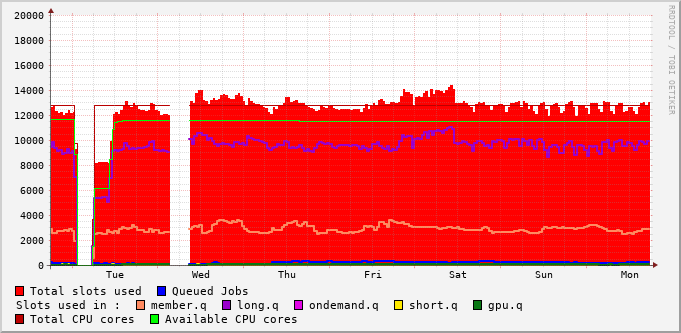 20000
18000
16000
14000
12000
10000
8000
6000
4000
2000
0
Tue Wed Thu Fri Sat Sun Mon
RRDTOOL / TOBI OETIKER
Total slots used Queued Jobs
Slots used in : member.q long.q ondemand.q short.q gpu.q
Total CPU cores Available CPU cores